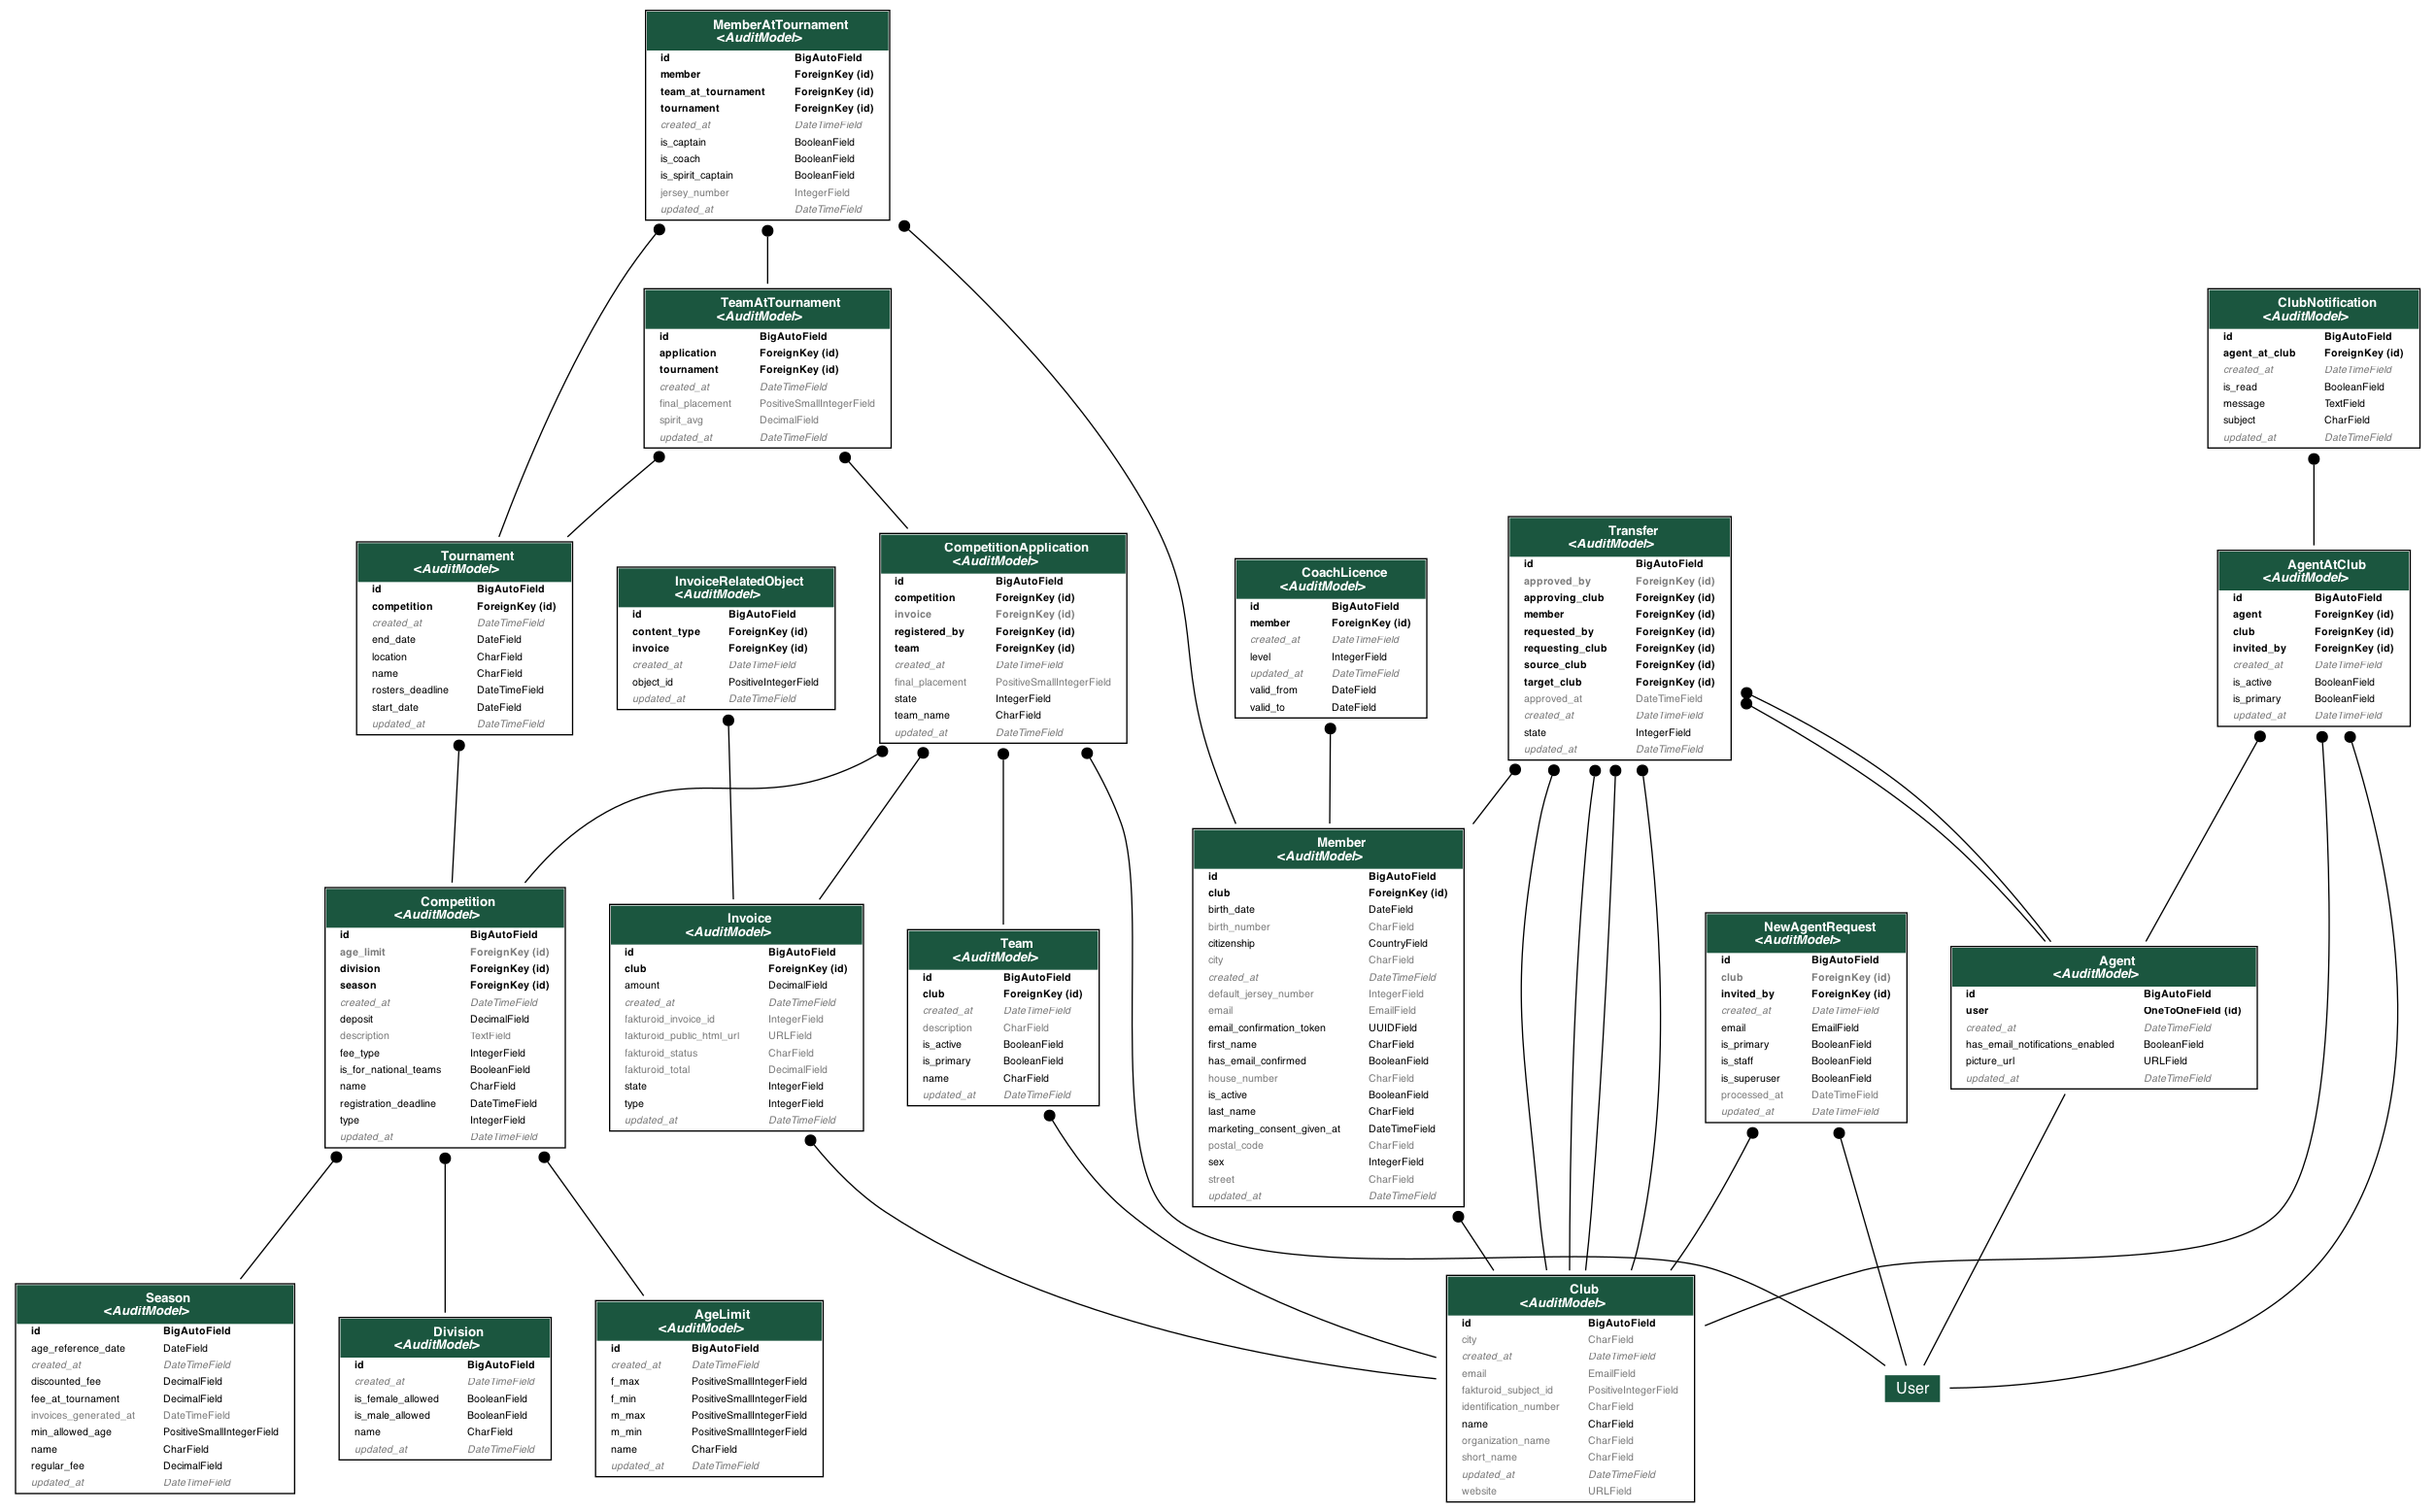 MemberAtTournament
<AuditModel>
id BigAutoField
member ForeignKey (id)
team_at_tournament ForeignKey (id)
tournament ForeignKey (id)
created_at DateTimeField
is_captain BooleanField
is_coach BooleanField
is_spirit_captain BooleanField
jersey_number IntegerField
updated_at DateTimeField
TeamAtTournament
<AuditModel>
id BigAutoField
application ForeignKey (id)
tournament ForeignKey (id)
created_at DateTimeField
final_placement PositiveSmallIntegerField
spirit_avg DecimalField
updated_at DateTimeField
ClubNotification
<AuditModel>
id BigAutoField
agent_at_club ForeignKey (id)
created_at DateTimeField
is_read BooleanField
message TextField
subject CharField
updated_at DateTimeField
Tournament
<AuditModel>
id BigAutoField
competition ForeignKey (id)
created_at DateTimeField
end_date DateField
location CharField
name CharField
rosters_deadline DateTimeField
start_date DateField
updated_at DateTimeField
InvoiceRelatedObject
<AuditModel>
id BigAutoField
content_type ForeignKey (id)
invoice ForeignKey (id)
created_at DateTimeField
object_id PositiveIntegerField
updated_at DateTimeField
CompetitionApplication
<AuditModel>
id BigAutoField
competition ForeignKey (id)
invoice ForeignKey (id)
registered_by ForeignKey (id)
team ForeignKey (id)
created_at DateTimeField
final_placement PositiveSmallIntegerField
state IntegerField
team_name CharField
updated_at DateTimeField
CoachLicence
<AuditModel>
id BigAutoField
member ForeignKey (id)
created_at DateTimeField
level IntegerField
updated_at DateTimeField
valid_from DateField
valid_to DateField
Transfer
<AuditModel>
id BigAutoField
approved_by ForeignKey (id)
approving_club ForeignKey (id)
member ForeignKey (id)
requested_by ForeignKey (id)
requesting_club ForeignKey (id)
source_club ForeignKey (id)
target_club ForeignKey (id)
approved_at DateTimeField
created_at DateTimeField
state IntegerField
updated_at DateTimeField
AgentAtClub
<AuditModel>
id BigAutoField
agent ForeignKey (id)
club ForeignKey (id)
invited_by ForeignKey (id)
created_at DateTimeField
is_active BooleanField
is_primary BooleanField
updated_at DateTimeField
Competition
<AuditModel>
id BigAutoField
age_limit ForeignKey (id)
division ForeignKey (id)
season ForeignKey (id)
created_at DateTimeField
deposit DecimalField
description TextField
fee_type IntegerField
is_for_national_teams BooleanField
name CharField
registration_deadline DateTimeField
type IntegerField
updated_at DateTimeField
Invoice
<AuditModel>
id BigAutoField
club ForeignKey (id)
amount DecimalField
created_at DateTimeField
fakturoid_invoice_id IntegerField
fakturoid_public_html_url URLField
fakturoid_status CharField
fakturoid_total DecimalField
state IntegerField
type IntegerField
updated_at DateTimeField
Team
<AuditModel>
id BigAutoField
club ForeignKey (id)
created_at DateTimeField
description CharField
is_active BooleanField
is_primary BooleanField
name CharField
updated_at DateTimeField
Member
<AuditModel>
id BigAutoField
club ForeignKey (id)
birth_date DateField
birth_number CharField
citizenship CountryField
city CharField
created_at DateTimeField
default_jersey_number IntegerField
email EmailField
email_confirmation_token UUIDField
first_name CharField
has_email_confirmed BooleanField
house_number CharField
is_active BooleanField
last_name CharField
marketing_consent_given_at DateTimeField
postal_code CharField
sex IntegerField
street CharField
updated_at DateTimeField
NewAgentRequest
<AuditModel>
id BigAutoField
club ForeignKey (id)
invited_by ForeignKey (id)
created_at DateTimeField
email EmailField
is_primary BooleanField
is_staff BooleanField
is_superuser BooleanField
processed_at DateTimeField
updated_at DateTimeField
Agent
<AuditModel>
id BigAutoField
user OneToOneField (id)
created_at DateTimeField
has_email_notifications_enabled BooleanField
picture_url URLField
updated_at DateTimeField
Season
<AuditModel>
id BigAutoField
age_reference_date DateField
created_at DateTimeField
discounted_fee DecimalField
fee_at_tournament DecimalField
invoices_generated_at DateTimeField
min_allowed_age PositiveSmallIntegerField
name CharField
regular_fee DecimalField
updated_at DateTimeField
Division
<AuditModel>
id BigAutoField
created_at DateTimeField
is_female_allowed BooleanField
is_male_allowed BooleanField
name CharField
updated_at DateTimeField
AgeLimit
<AuditModel>
id BigAutoField
created_at DateTimeField
f_max PositiveSmallIntegerField
f_min PositiveSmallIntegerField
m_max PositiveSmallIntegerField
m_min PositiveSmallIntegerField
name CharField
updated_at DateTimeField
Club
<AuditModel>
id BigAutoField
city CharField
created_at DateTimeField
email EmailField
fakturoid_subject_id PositiveIntegerField
identification_number CharField
name CharField
organization_name CharField
short_name CharField
updated_at DateTimeField
website URLField
User